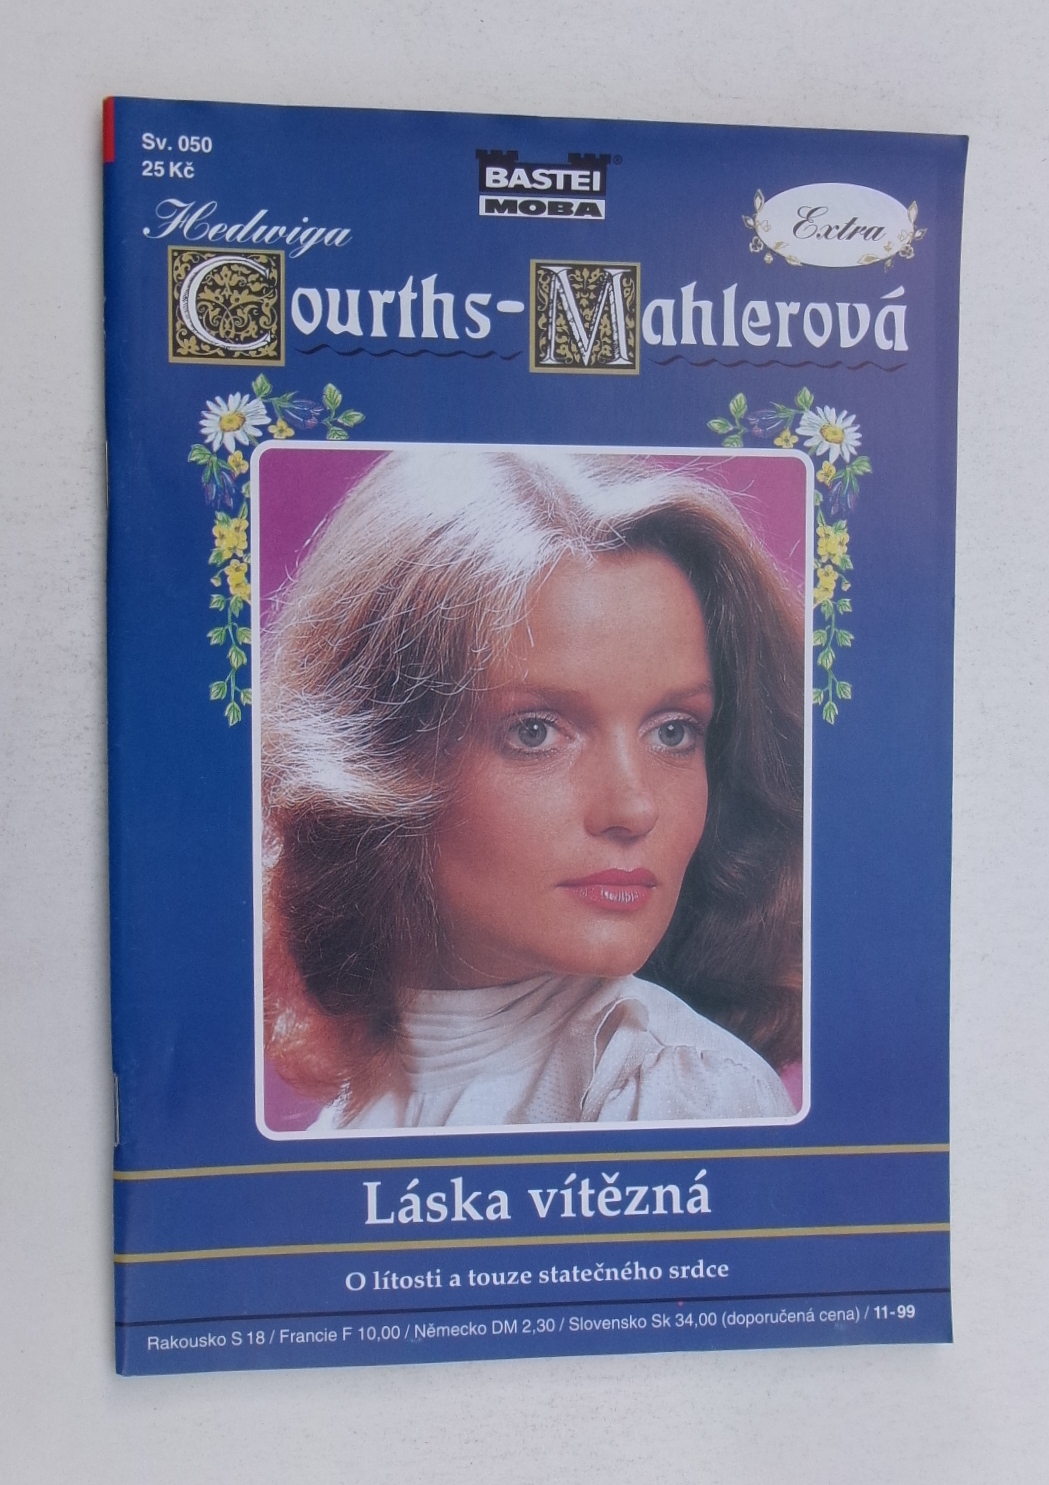 Sv. 050
25 Kč
BASTEI
MOBA
Extra
Hedwiga
Courths-Mahlerová
Láska vítězná
O lítosti a touze statečného srdce
Rakousko S 18 / Francie F 10,00 / Německo DM 2,30 / Slovensko Sk 34,00 (doporučená cena) / 11-99